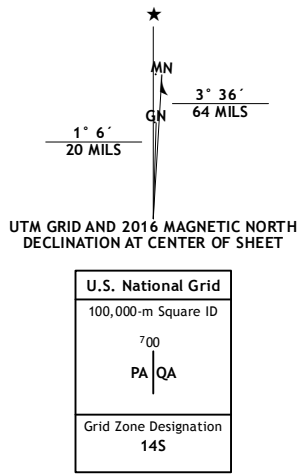 ★
MN
3° 36´
64 MILS
GN
1° 6´
20 MILS
UTM GRID AND 2016 MAGNETIC NORTH
DECLINATION AT CENTER OF SHEET
U.S. National Grid
100,000-m Square ID
⁷00
PA QA
Grid Zone Designation
14S